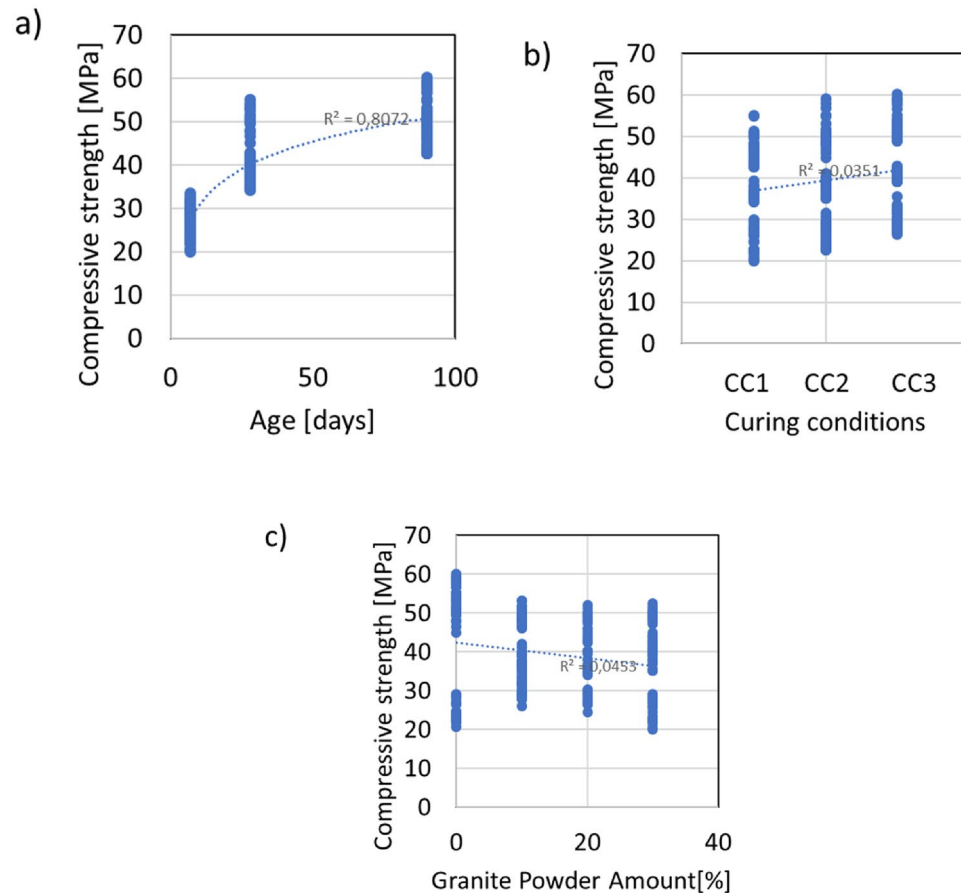 a)
Compressive strength [MPa]
70
60
50
40
30
20
10
0
R² = 0,8072
0 50 100
Age [days]
b)
Compressive strength [MPa]
70
60
50
40
30
20
10
0
R² = 0,0351
CC1 CC2 CC3
Curing conditions
c)
Compressive strength [MPa]
70
60
50
40
30
20
10
0
R² = 0,0453
0 20 40
Granite Powder Amount[%]